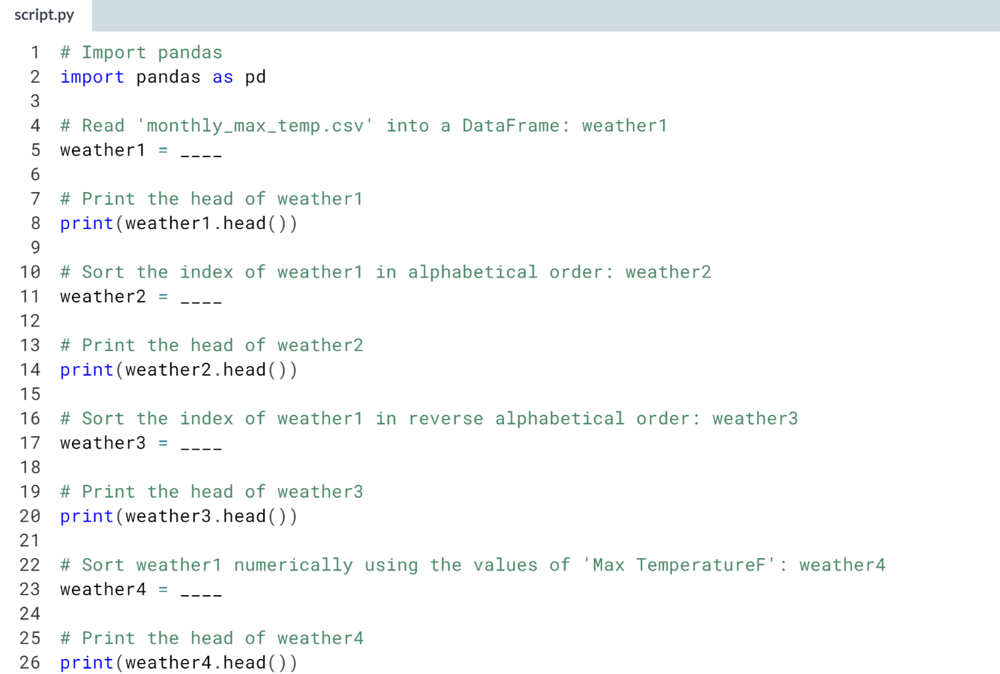 script.py
1 # Import pandas
2 import pandas as pd
3
4 # Read 'monthly_max_temp.csv' into a DataFrame: weather1
5 weather1 = ____
6
7 # Print the head of weather1
8 print(weather1.head())
9
10 # Sort the index of weather1 in alphabetical order: weather2
11 weather2 = ____
12
13 # Print the head of weather2
14 print(weather2.head())
15
16 # Sort the index of weather1 in reverse alphabetical order: weather3
17 weather3 = ____
18
19 # Print the head of weather3
20 print(weather3.head())
21
22 # Sort weather1 numerically using the values of 'Max TemperatureF': weather4
23 weather4 = ____
24
25 # Print the head of weather4
26 print(weather4.head())